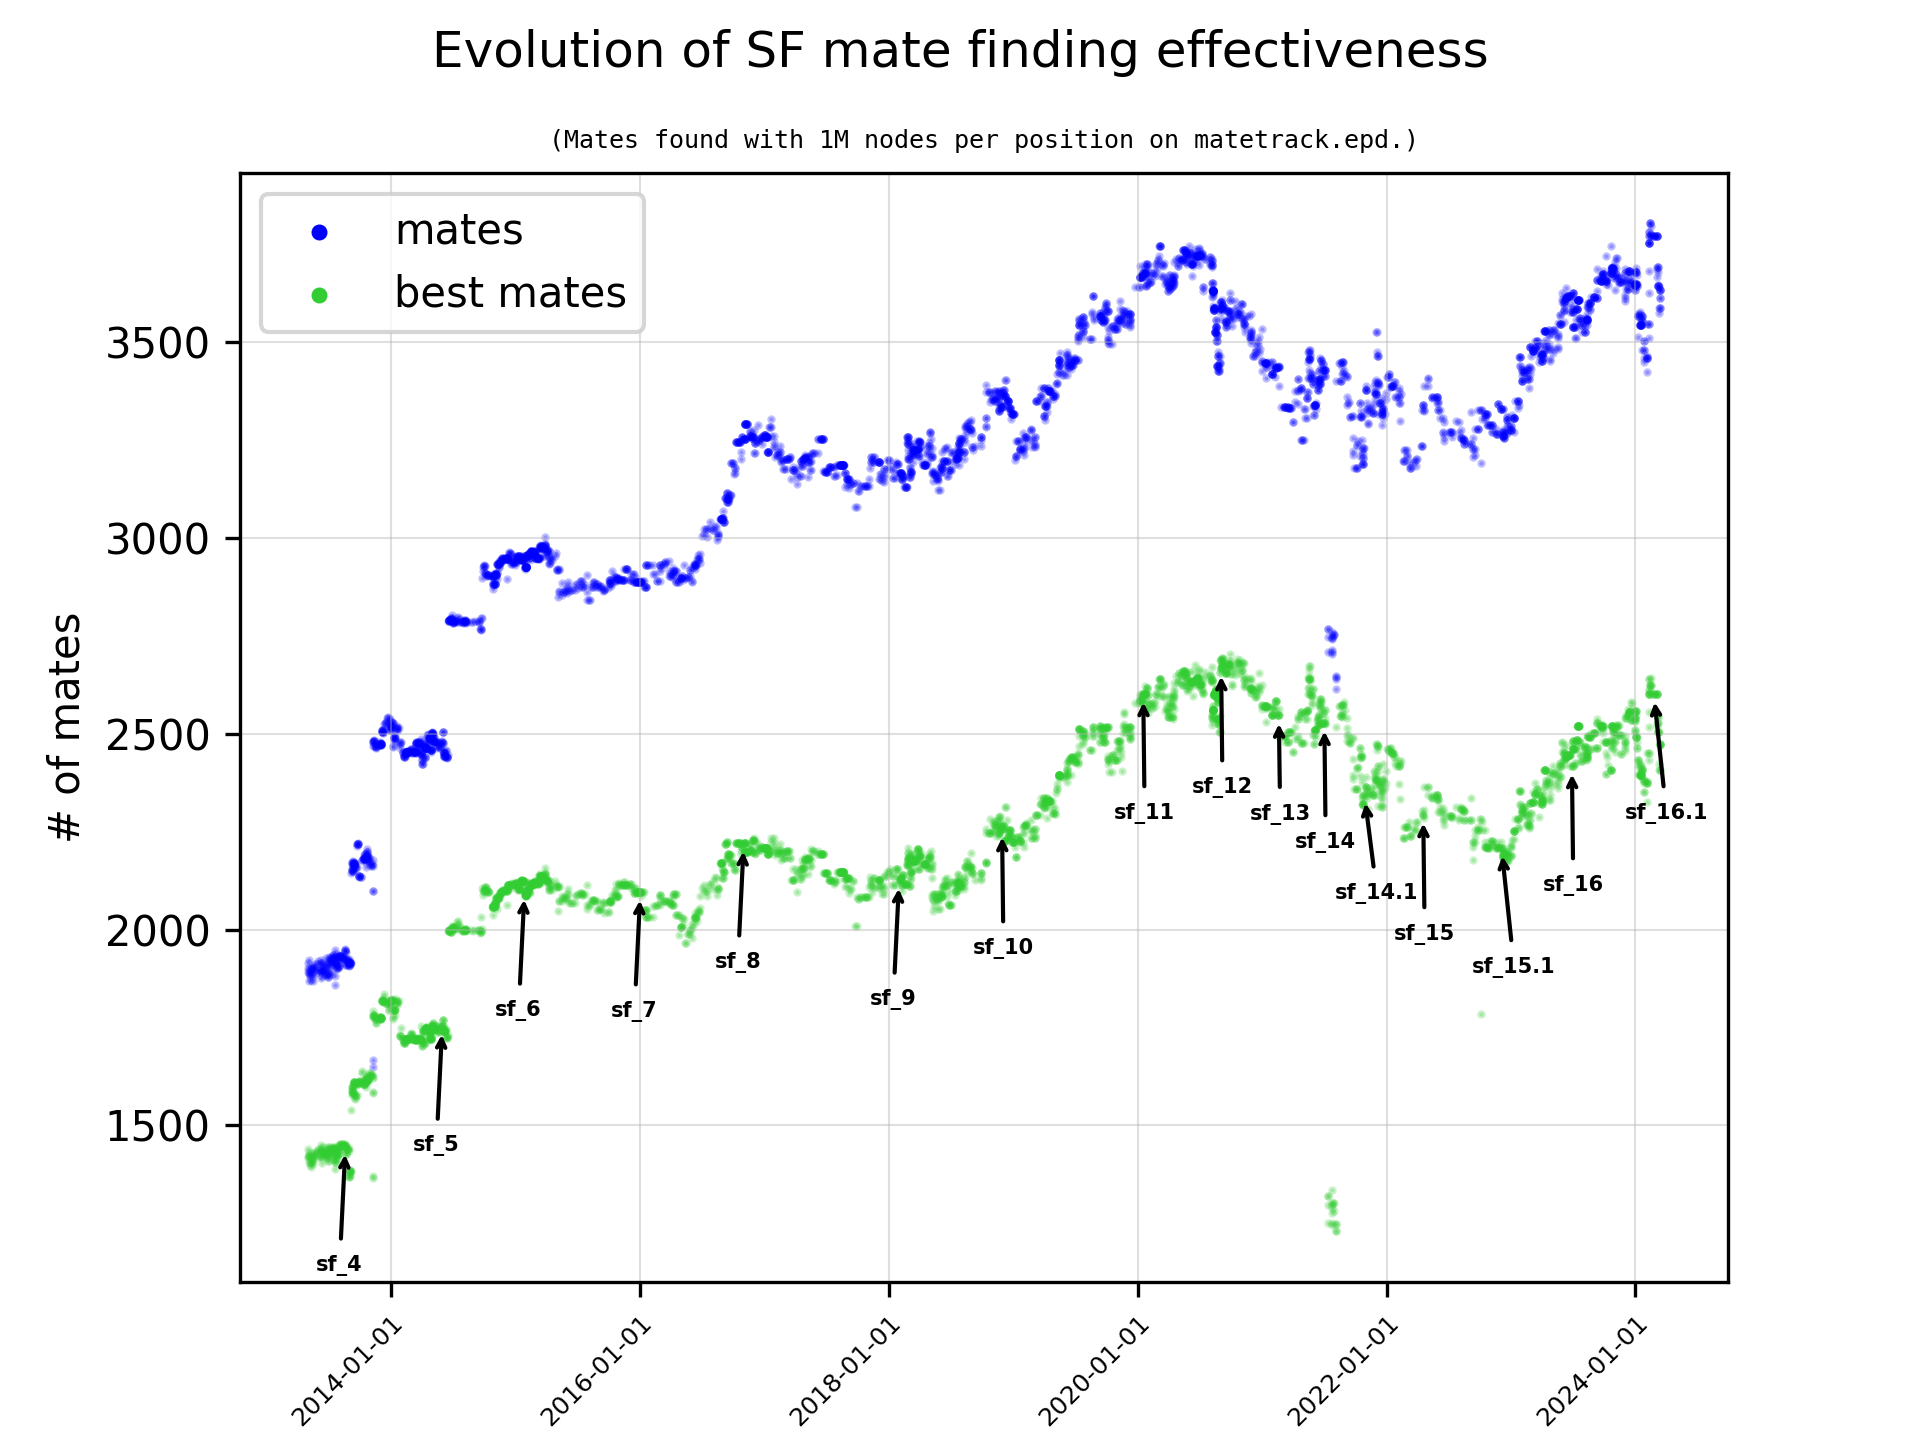 Evolution of SF mate finding effectiveness
(Mates found with 1M nodes per position on matetrack.epd.)
mates
best mates
# of mates
3500
3000
2500
2000
1500
sf_4
sf_5
sf_6
sf_7
sf_8
sf_9
sf_10
sf_11
sf_12
sf_13
sf_14
sf_14.1
sf_15
sf_15.1
sf_16
sf_16.1
2014-01-01
2016-01-01
2018-01-01
2020-01-01
2022-01-01
2024-01-01